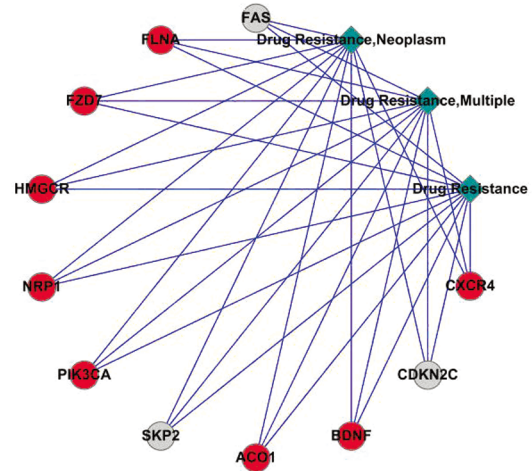 FAS
FLNA
Drug Resistance,Neoplasm
FZD7
Drug Resistance,Multiple
HMGCR
Drug Resistance
NRP1
CXCR4
PIK3CA
CDKN2C
SKP2
BDNF
ACO1